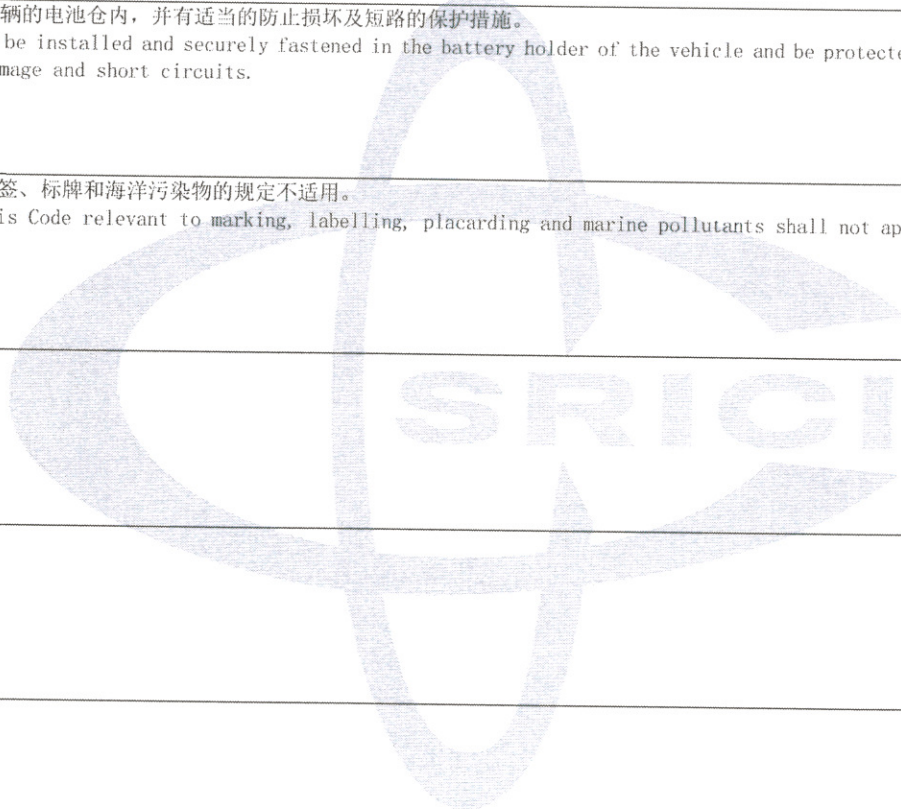 辆的电池仓内，并有适当的防止损坏及短路的保护措施。
be installed and securely fastened in the battery holder of the vehicle and be protecte
mage and short circuits.
签、标牌和海洋污染物的规定不适用。
is Code relevant to marking, labelling, placarding and marine pollutants shall not ap
SRICI